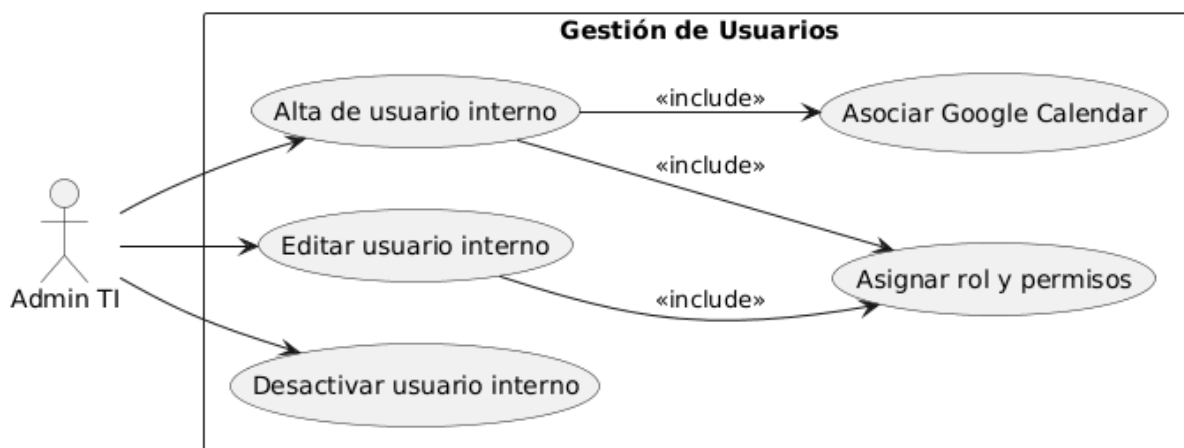 Gestión de Usuarios
Alta de usuario interno
«include»
Asociar Google Calendar
«include»
Editar usuario interno
Asignar rol y permisos
Admin TI
«include»
Desactivar usuario interno